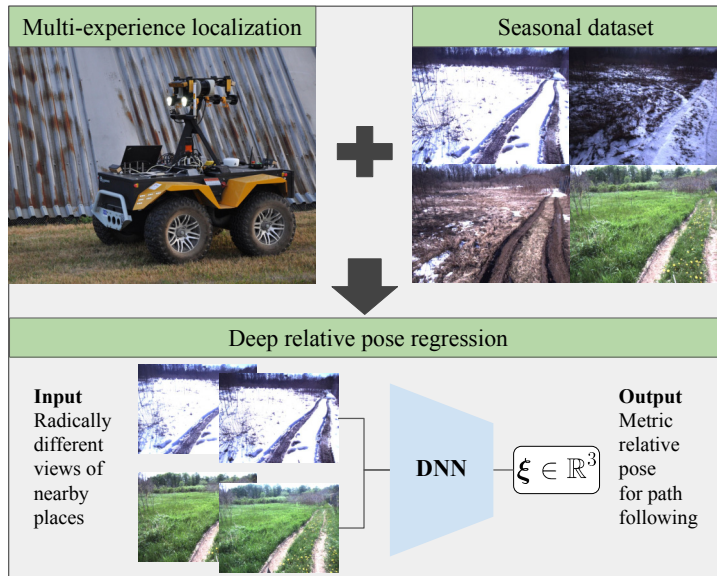 Multi-experience localization
Seasonal dataset
Deep relative pose regression
Input
Radically
different
views of
nearby
places
DNN
ξ ∈ ℝ³
Output
Metric
relative
pose
for path
following